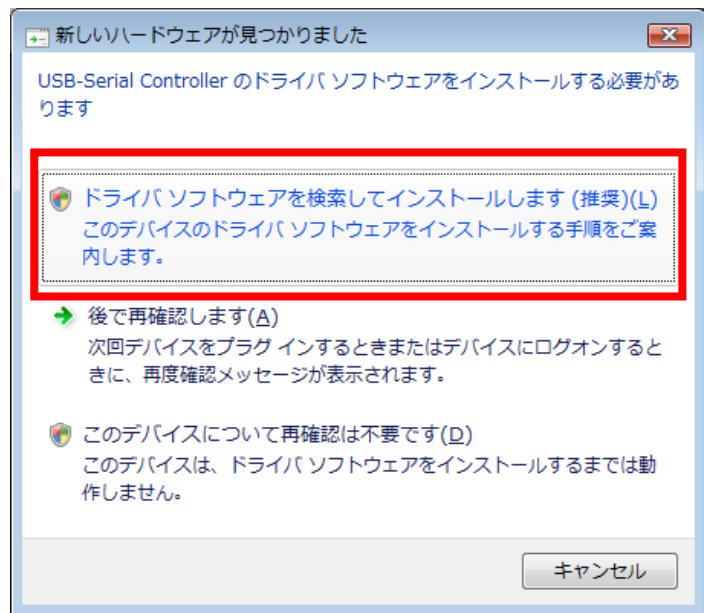 新しいハードウェアが見つかりました
USB-Serial Controller のドライバ ソフトウェアをインストールする必要があ
ります
ドライバ ソフトウェアを検索してインストールします (推奨)(L)
このデバイスのドライバ ソフトウェアをインストールする手順をご案
内します。
後で再確認します(A)
次回デバイスをプラグ インするときまたはデバイスにログオンすると
きに、再度確認メッセージが表示されます。
このデバイスについて再確認は不要です(D)
このデバイスは、ドライバ ソフトウェアをインストールするまでは動
作しません。
キャンセル